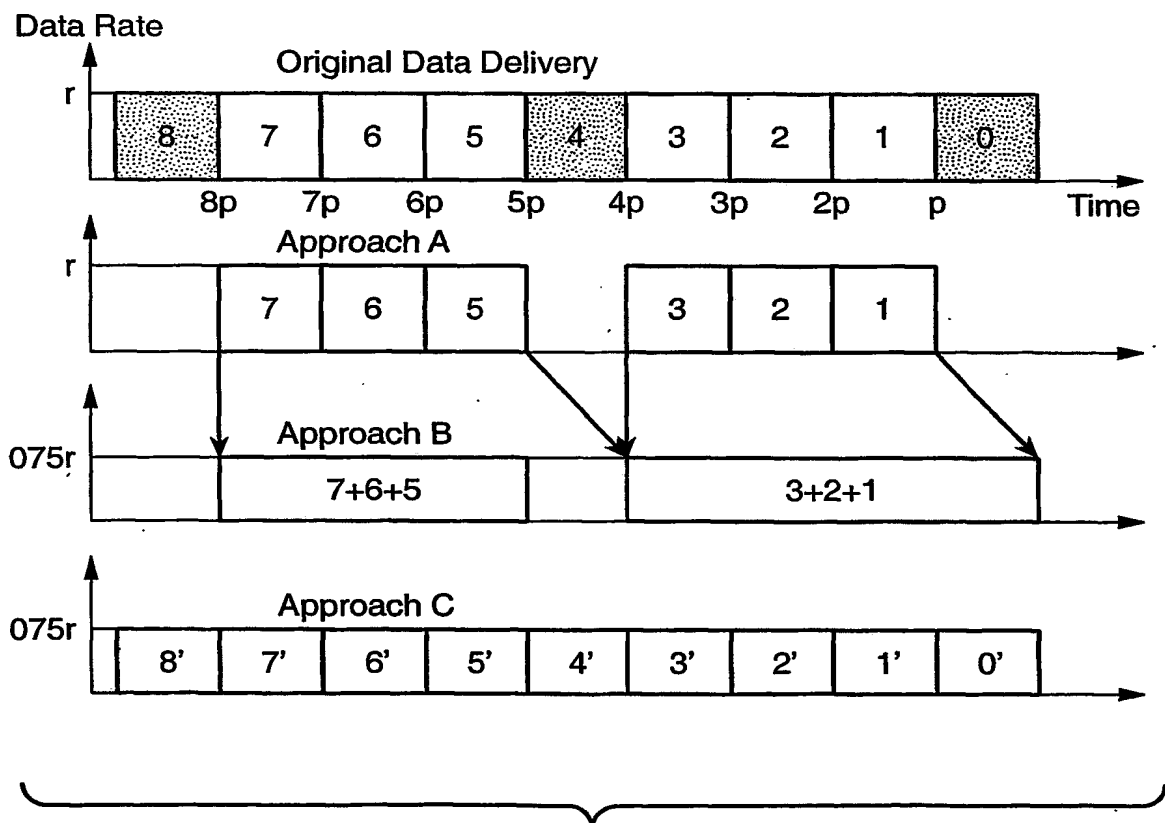 Data Rate
Original Data Delivery
r
8 7 6 5 4 3 2 1 0
8p 7p 6p 5p 4p 3p 2p p Time
Approach A
r
7 6 5 3 2 1
Approach B
075r
7+6+5 3+2+1
Approach C
075r
8' 7' 6' 5' 4' 3' 2' 1' 0'